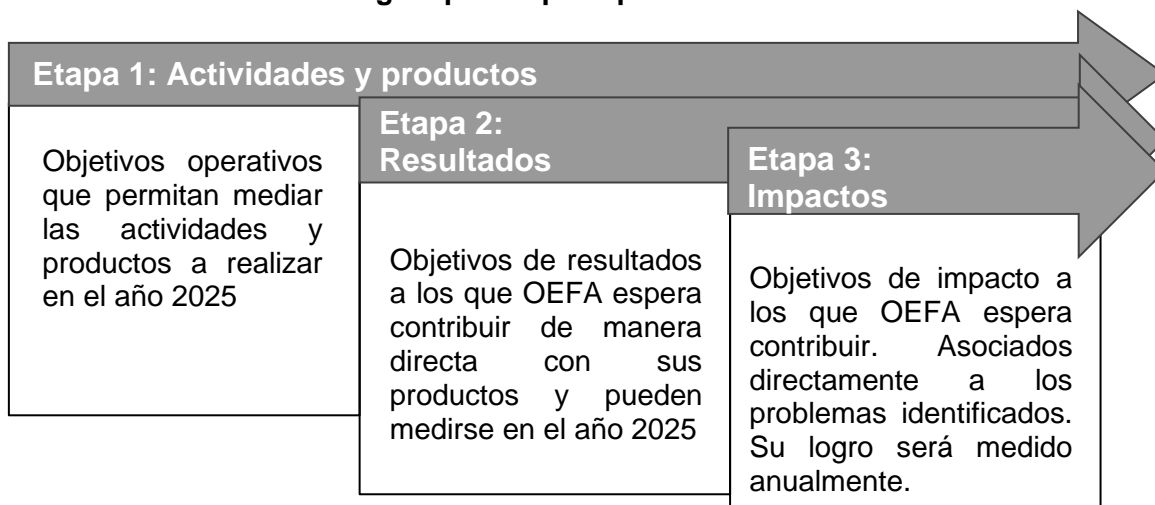 Etapa 1: Actividades y productos
Objetivos operativos
que permitan mediar
las actividades y
productos a realizar
en el año 2025
Etapa 2:
Resultados
Objetivos de resultados
a los que OEFA espera
contribuir de manera
directa con sus
productos y pueden
medirse en el año 2025
Etapa 3:
Impactos
Objetivos de impacto a
los que OEFA espera
contribuir. Asociados
directamente a los
problemas identificados.
Su logro será medido
anualmente.